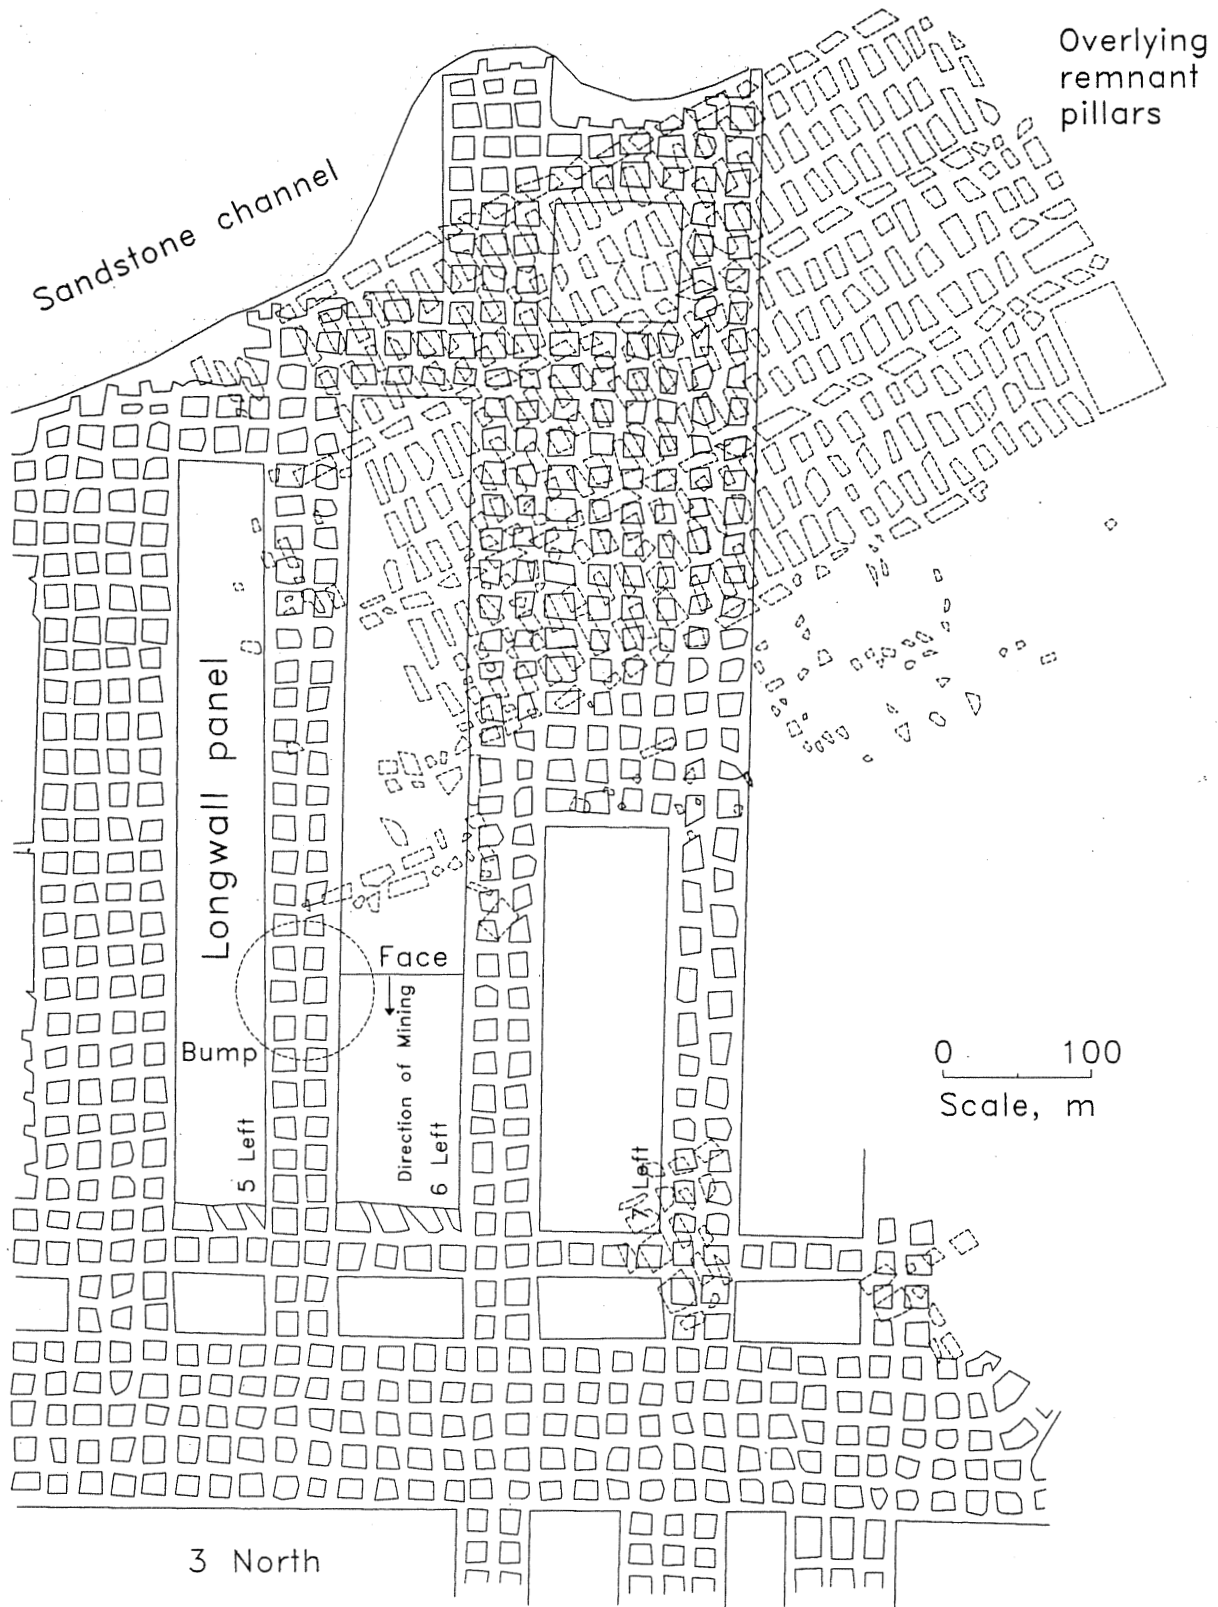 Overlying
remnant
pillars
Sandstone channel
Longwall panel
Face
Direction of Mining
Bump
5 Left
6 Left
7 Left
0 100
Scale, m
3 North